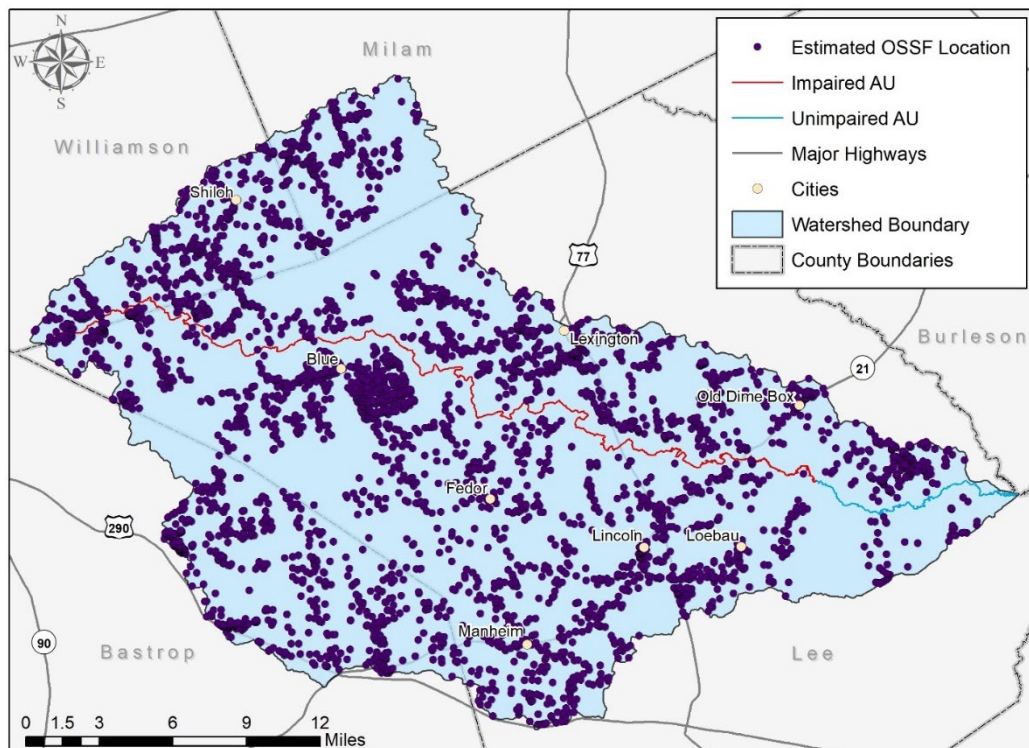 N
W E
S
Milam
Williamson
Shiloh
77
Lexington
Blue
Burleson
21
Old Dime Box
Fedor
290
Lincoln
Loebau
Manheim
90
Bastrop
Lee
0 1.5 3 6 9 12
Miles
Estimated OSSF Location
Impaired AU
Unimpaired AU
Major Highways
Cities
Watershed Boundary
County Boundaries